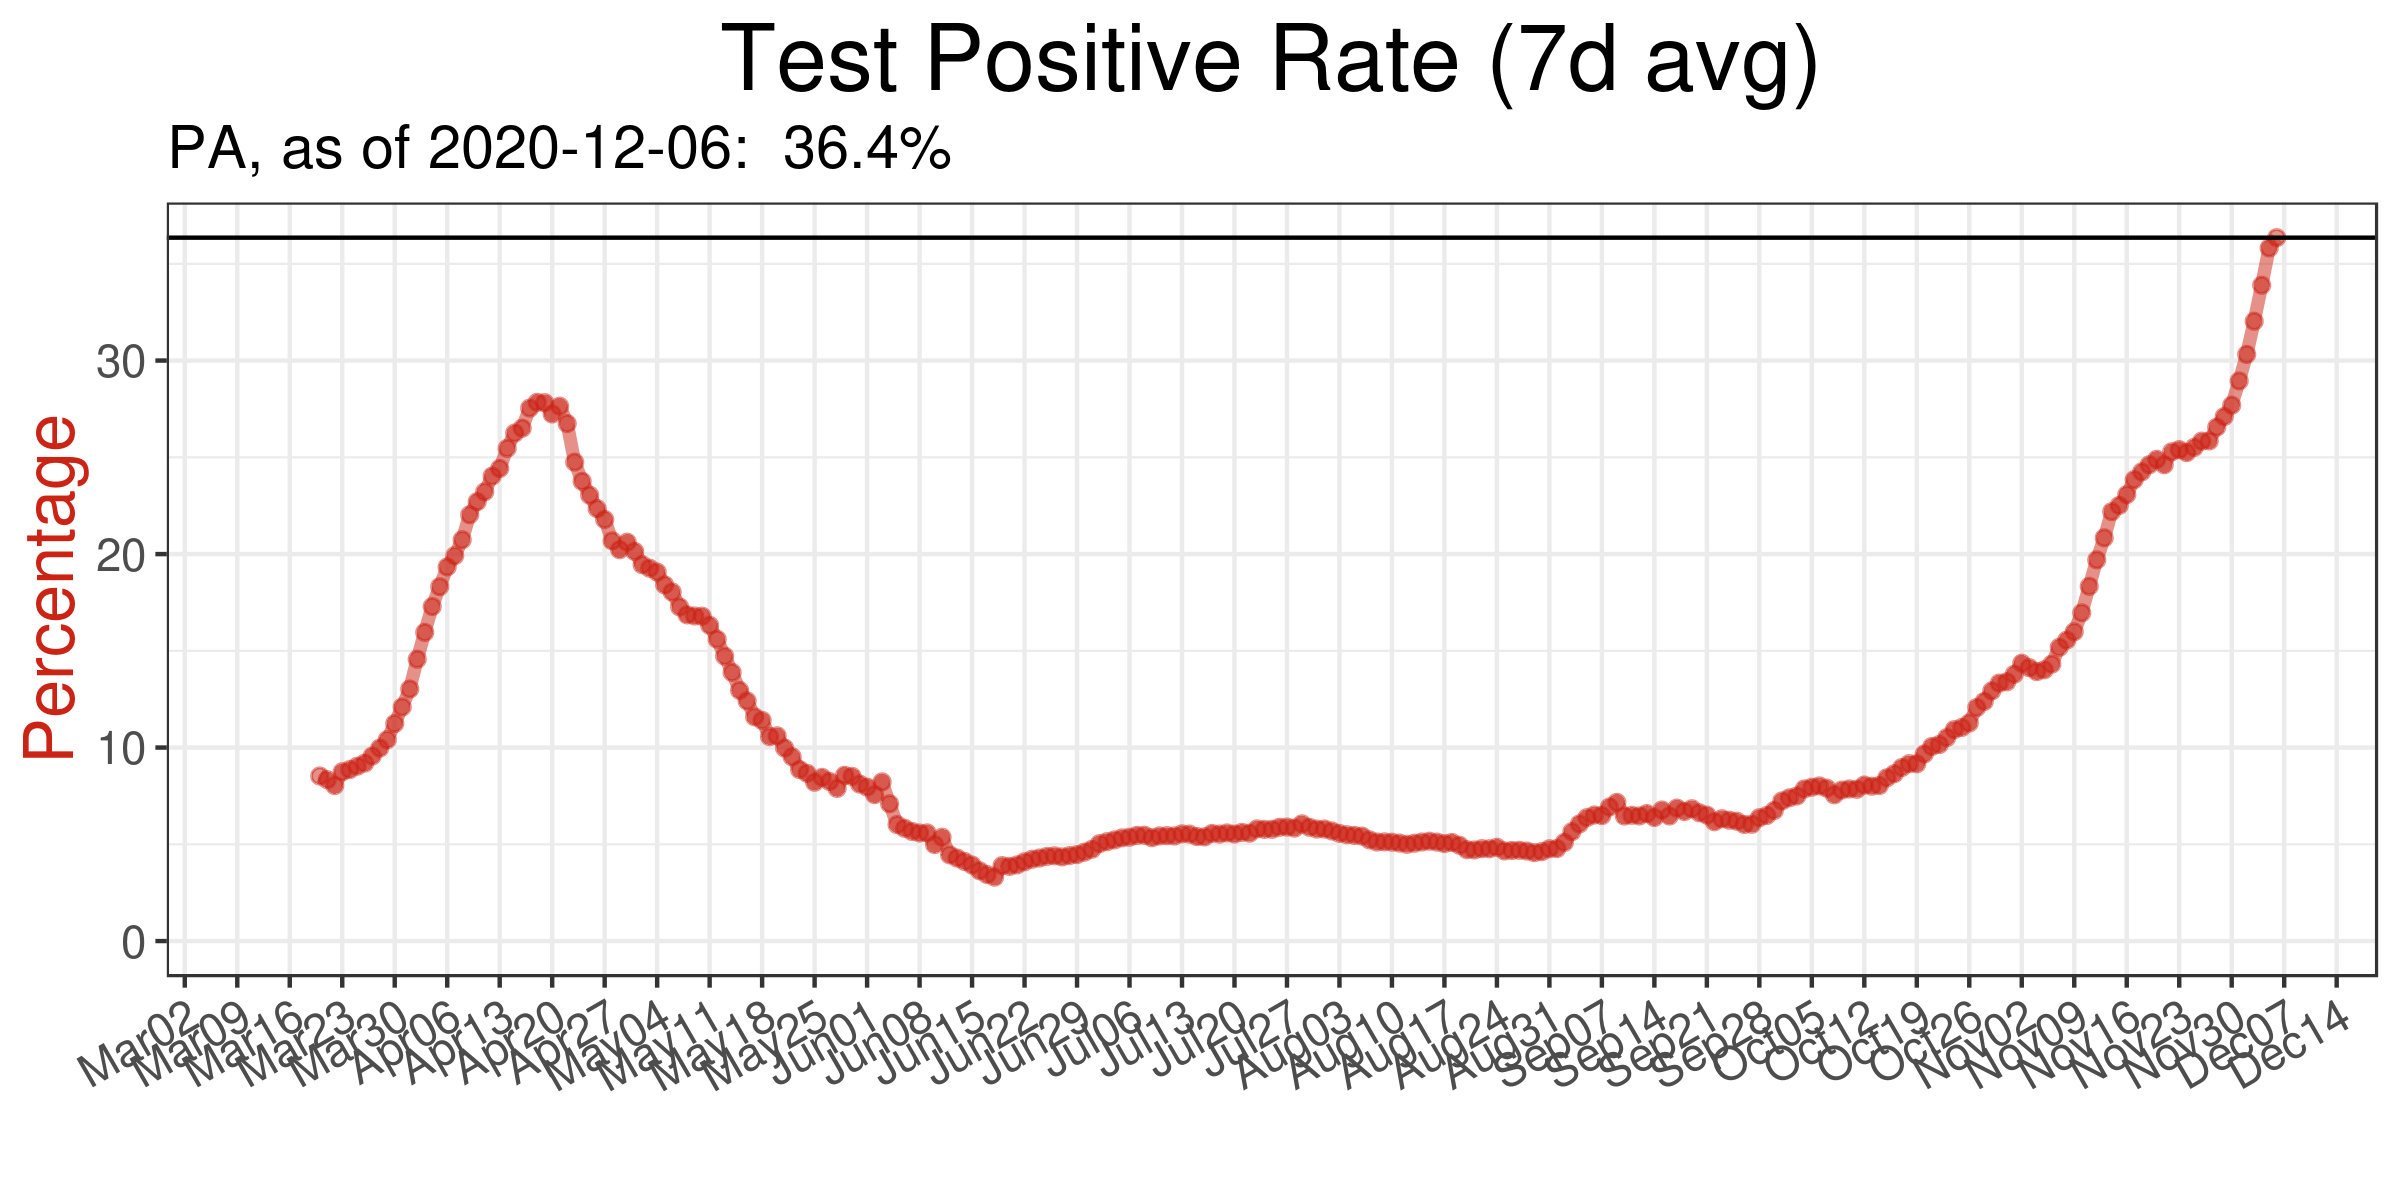 Test Positive Rate (7d avg)
PA, as of 2020-12-06:  36.4%
Percentage
30
20
10
0
Mar02
Mar09
Mar16
Mar23
Mar30
Apr06
Apr13
Apr20
Apr27
May04
May11
May18
May25
Jun01
Jun08
Jun15
Jun22
Jun29
Jul06
Jul13
Jul20
Jul27
Aug03
Aug10
Aug17
Aug24
Aug31
Sep07
Sep14
Sep21
Sep28
Oct05
Oct12
Oct19
Oct26
Nov02
Nov09
Nov16
Nov23
Nov30
Dec07
Dec14